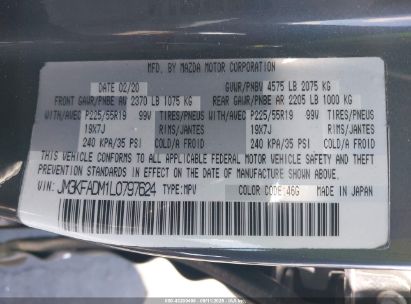 MFD. BY MAZDA MOTOR CORPORATION
DATE 02/20 GVWR/PNBV 4575 LB 2075 KG
FRONT GAWR/PNBE AV 2370 LB 1075 KG REAR GAWR/PNBE AR 2205 LB 1000 KG
WITH/AVEC P225/55R19 99V TIRES/PNEUS WITH/AVEC P225/55R19 99V TIRES/PNEUS
19X7J RIMS/JANTES 19X7J RIMS/JANTES
240 KPA/35 PSI COLD/A FROID 240 KPA/35 PSI COLD/A FROID
THIS VEHICLE CONFORMS TO ALL APPLICABLE FEDERAL MOTOR VEHICLE
SAFETY, BUMPER, AND THEFT PREVENTION STANDARDS IN EFFECT ON
THE DATE OF MANUFACTURE SHOWN ABOVE.
VIN: JM3KFADM1L0797624 TYPE:MPV COLOR CODE:46G MADE IN JAPAN